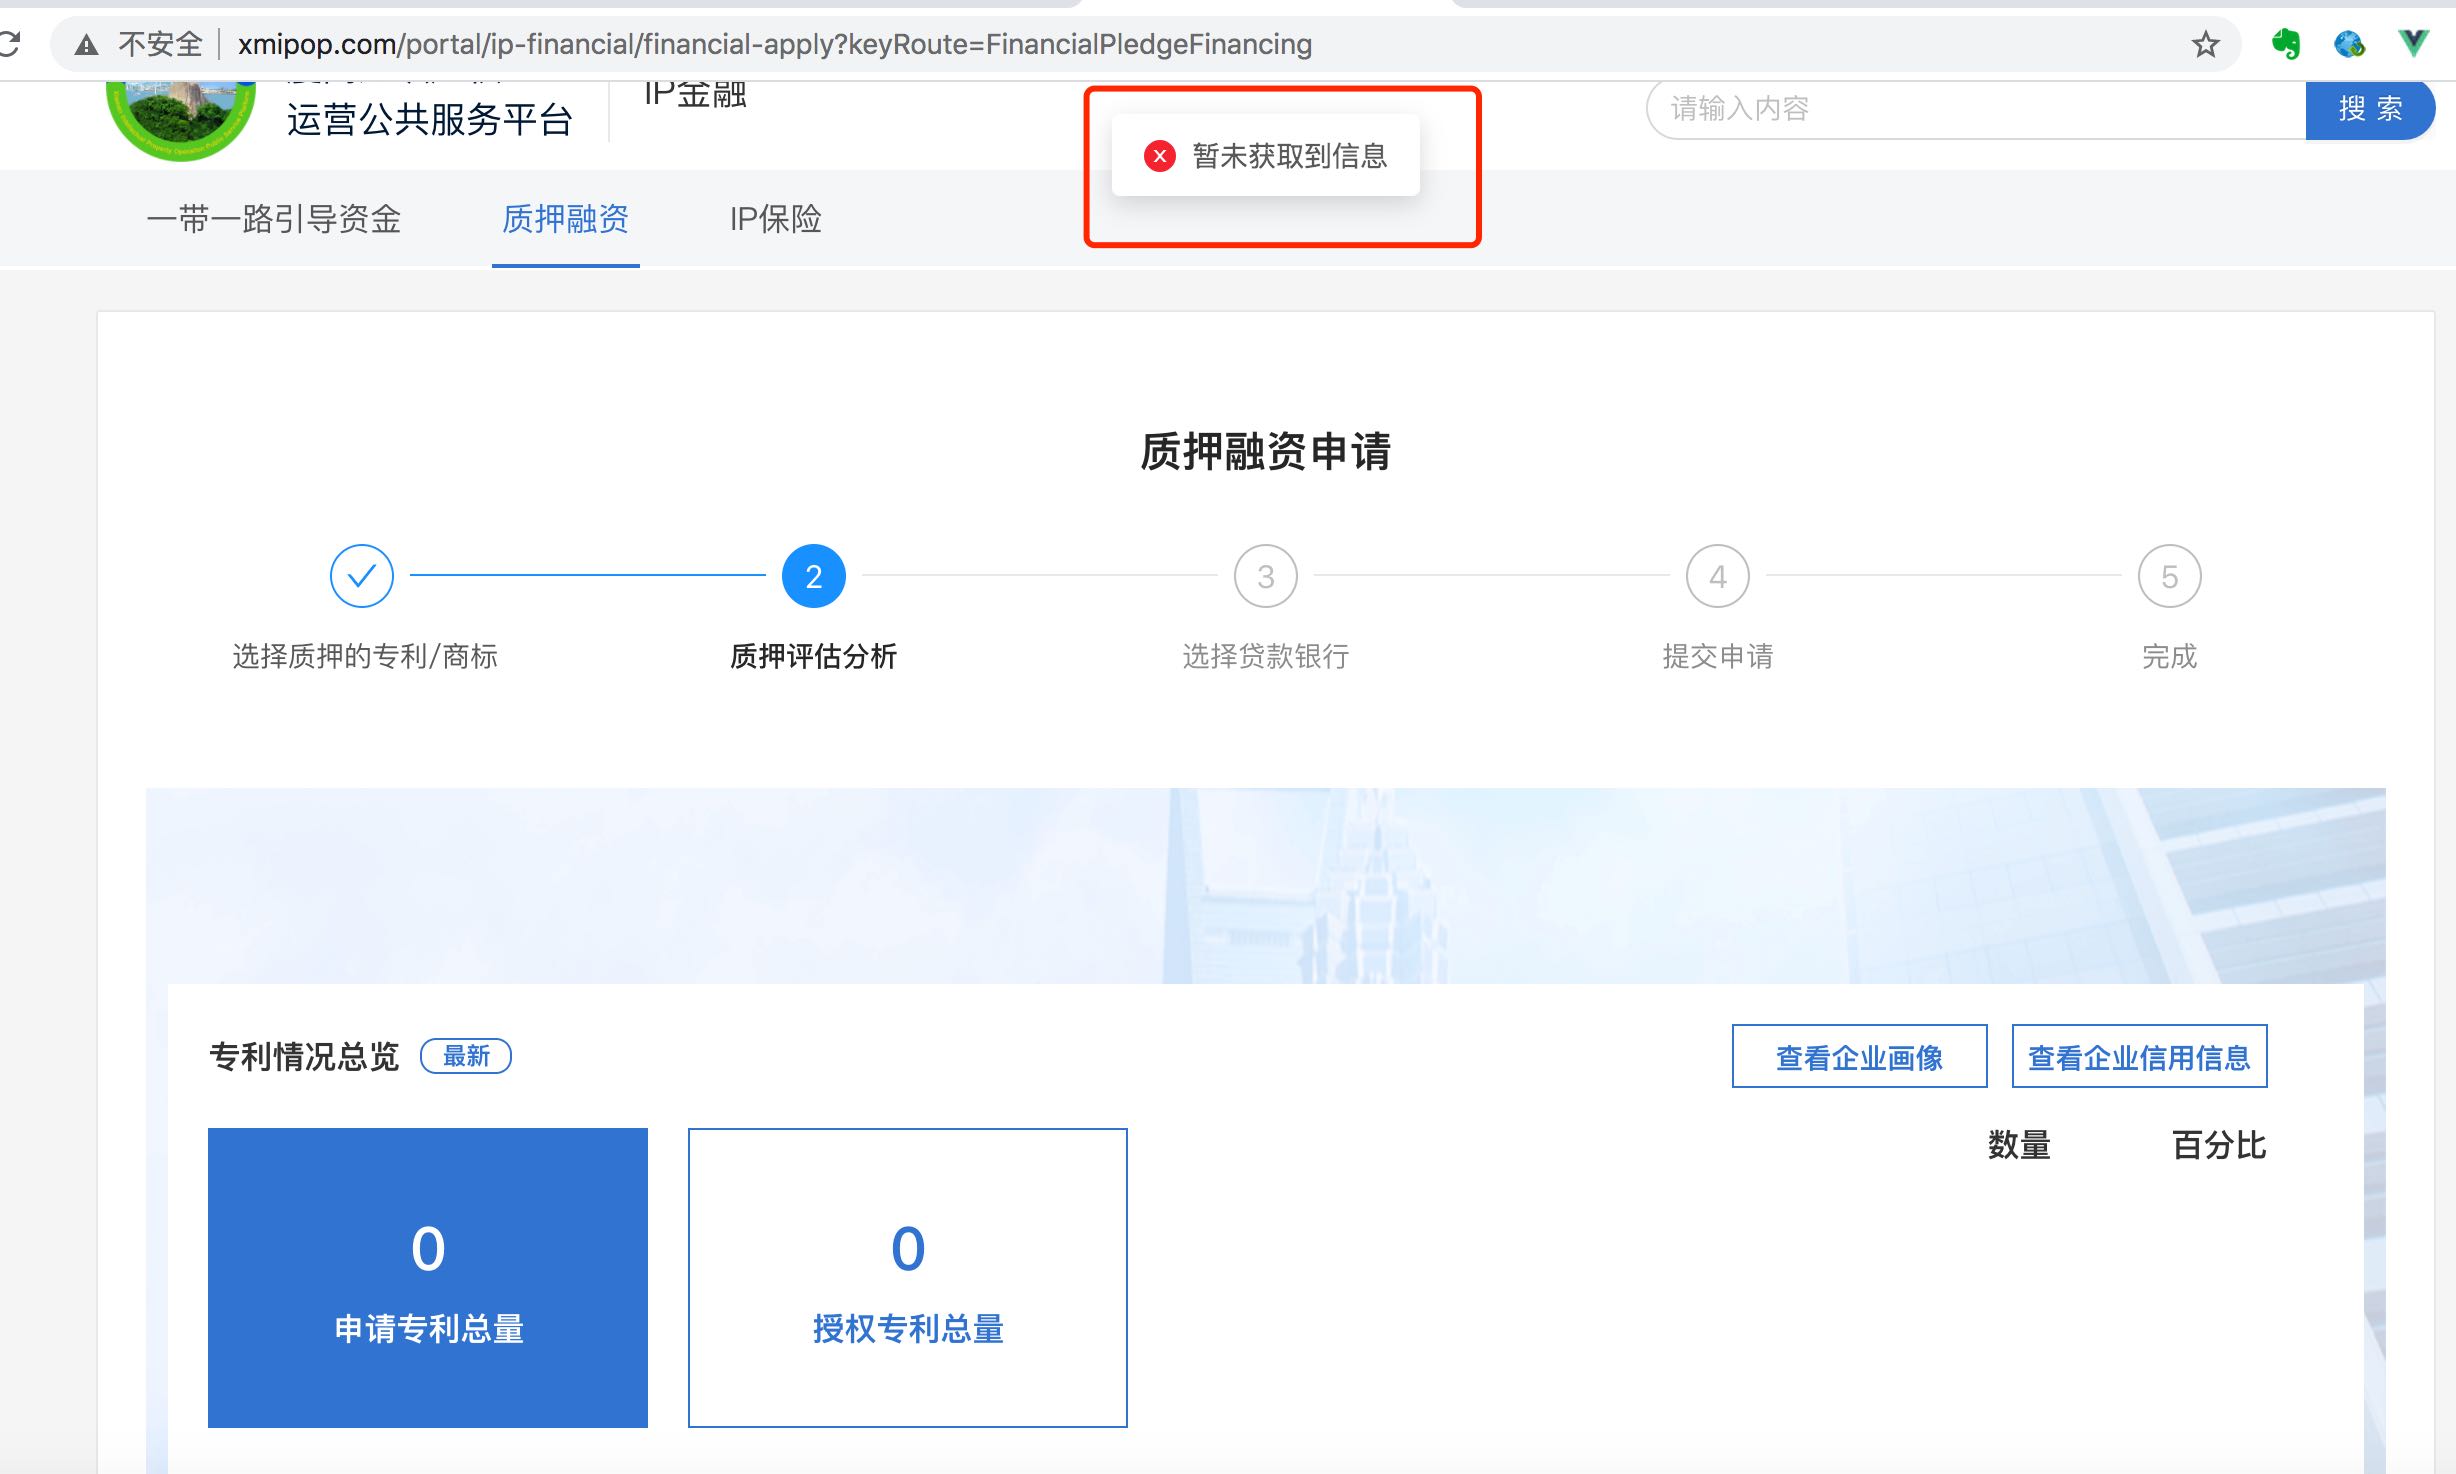 不安全 xmipop.com/portal/ip-financial/financial-apply?keyRoute=FinancialPledgeFinancing
运营公共服务平台
IP金融
请输入内容
搜 索
暂未获取到信息
一带一路引导资金 质押融资 IP保险
质押融资申请
2 3 4 5
选择质押的专利/商标 质押评估分析 选择贷款银行 提交申请 完成
专利情况总览 最新 查看企业画像 查看企业信用信息
数量 百分比
0 0
申请专利总量 授权专利总量